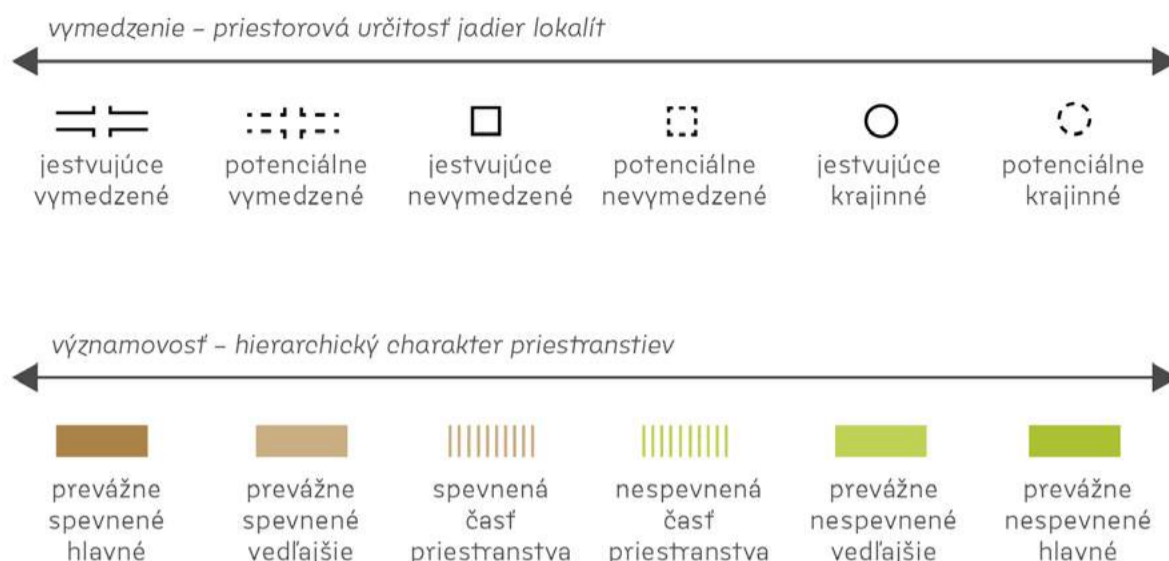 vymedzenie – priestorová určitosť jadier lokalít
jestvujúce
vymedzené
potenciálne
vymedzené
jestvujúce
nevymedzené
potenciálne
nevymedzené
jestvujúce
krajinné
potenciálne
krajinné
významovosť – hierarchický charakter priestranstiev
prevážne
spevnené
hlavné
prevážne
spevnené
vedľajšie
spevnená
časť
priestranstva
nespevnená
časť
priestranstva
prevážne
nespevnené
vedľajšie
prevážne
nespevnené
hlavné